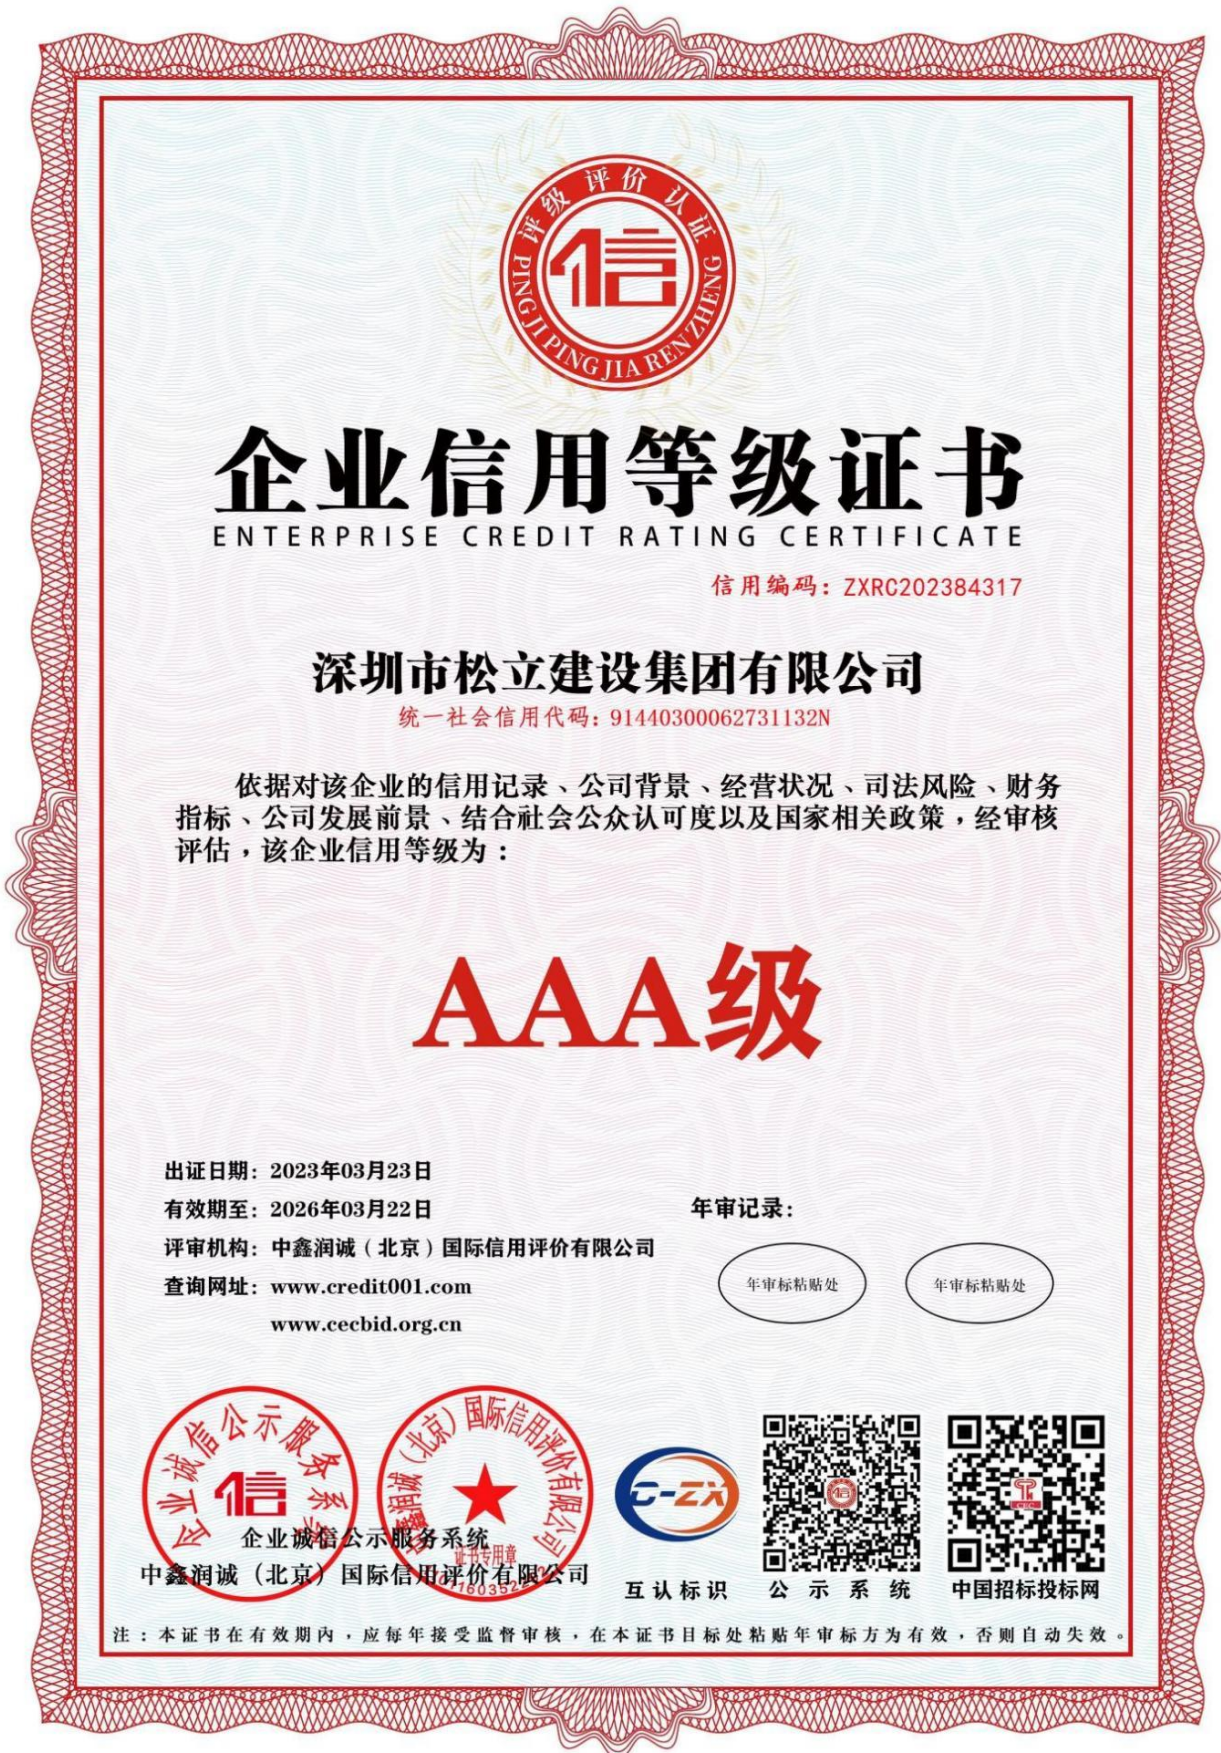 评级 评价 认证
信
PINGJI PINGJIA RENZHENG
企业信用等级证书
ENTERPRISE CREDIT RATING CERTIFICATE
信用编码：ZXRC202384317
深圳市松立建设集团有限公司
统一社会信用代码：91440300062731132N
依据对该企业的信用记录、公司背景、经营状况、司法风险、财务
指标、公司发展前景、结合社会公众认可度以及国家相关政策，经审核
评估，该企业信用等级为：
AAA级
出证日期：2023年03月23日
有效期至：2026年03月22日
评审机构：中鑫润诚（北京）国际信用评价有限公司
查询网址：www.credit001.com
www.cecbid.org.cn
年审记录：
年审标粘贴处
年审标粘贴处
企业诚信公示服务系统
信
中鑫润诚（北京）国际信用评价有限公司
证书专用章
企业诚信公示服务系统
中鑫润诚（北京）国际信用评价有限公司
C-ZX
互认标识
信
公示系统
CEC
中国招标投标网
注：本证书在有效期内，应每年接受监督审核，在本证书目标处粘贴年审标方为有效，否则自动失效。